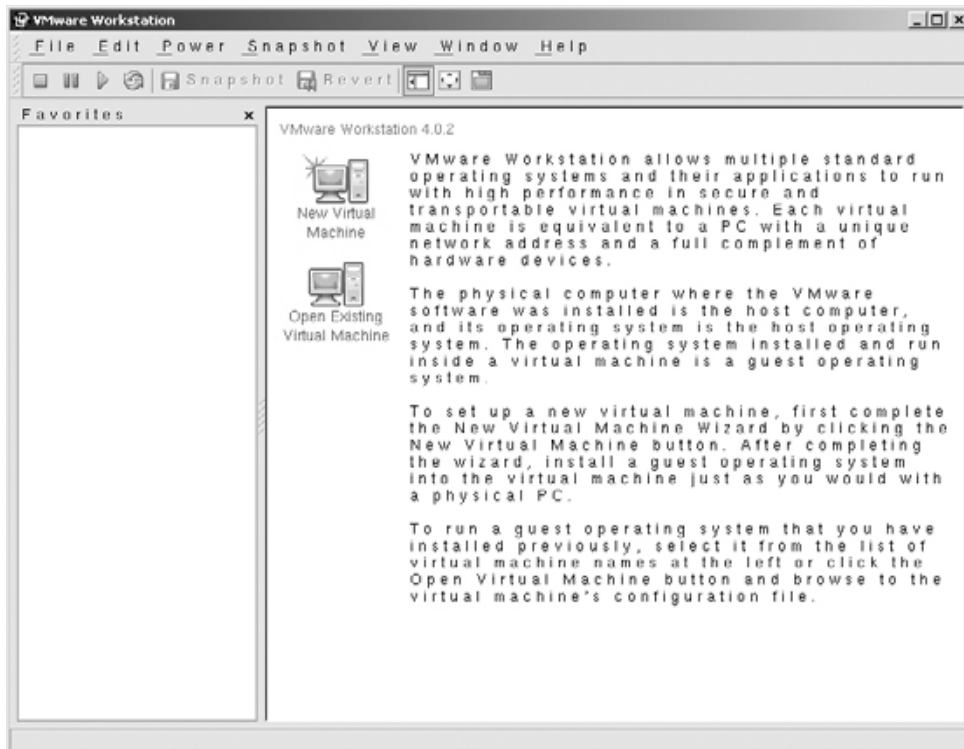 VMware Workstation
File Edit Power Snapshot View Window Help
Snapshot Revert
Favorites x
VMware Workstation 4.0.2
New Virtual
Machine
Open Existing
Virtual Machine
VMware Workstation allows multiple standard
operating systems and their applications to run
with high performance in secure and
transportable virtual machines. Each virtual
machine is equivalent to a PC with a unique
network address and a full complement of
hardware devices.
The physical computer where the VMware
software was installed is the host computer,
and its operating system is the host operating
system. The operating system installed and run
inside a virtual machine is a guest operating
system.
To set up a new virtual machine, first complete
the New Virtual Machine Wizard by clicking the
New Virtual Machine button. After completing
the wizard, install a guest operating system
into the virtual machine just as you would with
a physical PC.
To run a guest operating system that you have
installed previously, select it from the list of
virtual machine names at the left or click the
Open Virtual Machine button and browse to the
virtual machine's configuration file.